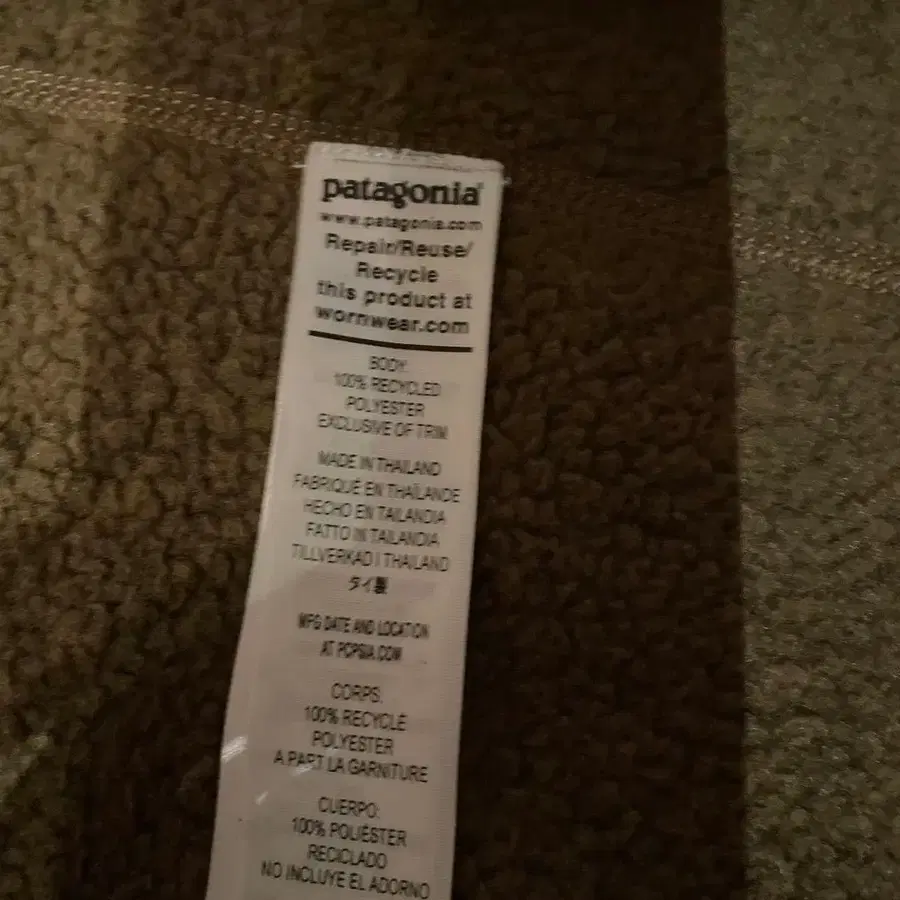 patagonia®
www.patagonia.com
Repair/Reuse/
Recycle
this product at
wornwear.com
BODY:
100% RECYCLED
POLYESTER
EXCLUSIVE OF TRIM
MADE IN THAILAND
FABRIQUÉ EN THAÏLANDE
HECHO EN TAILANDIA
FATTO IN TAILANDIA
TILLVERKAD I THAILAND
タイ製
MFG DATE AND LOCATION
AT PCPSIA.COM
CORPS:
100% RECYCLÉ
POLYESTER
A PART LA GARNITURE
CUERPO:
100% POLIÉSTER
RECICLADO
NO INCLUYE EL ADORNO